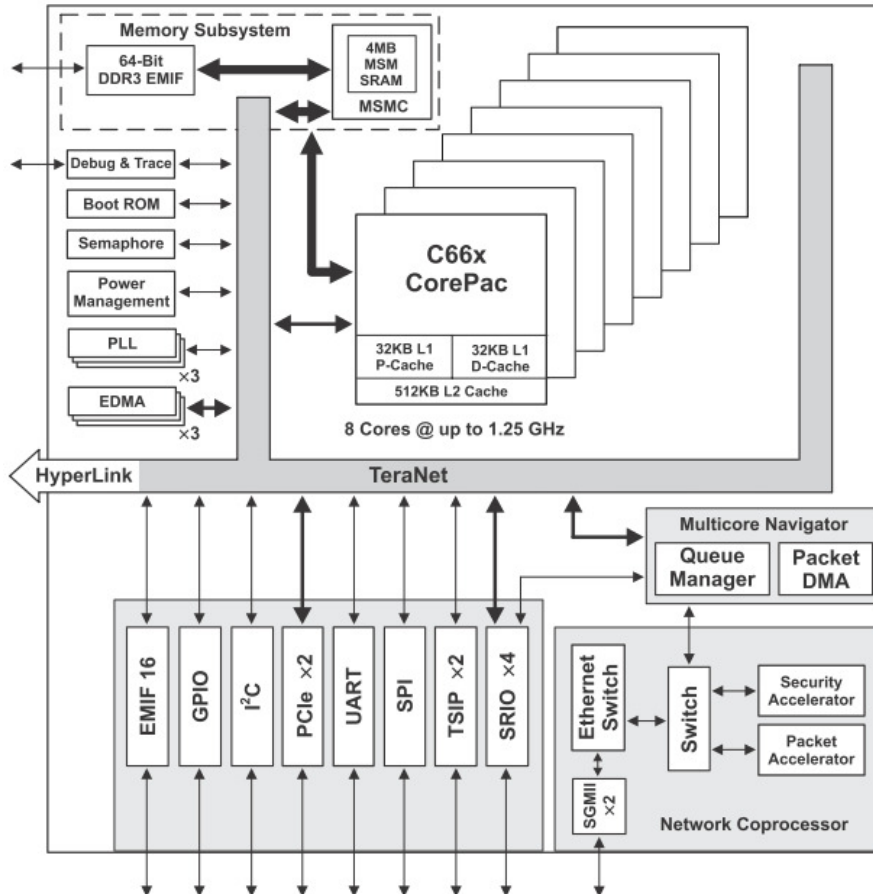 Memory Subsystem
64-Bit
DDR3 EMIF
4MB
MSM
SRAM
MSMC
Debug & Trace
Boot ROM
Semaphore
Power
Management
PLL
×3
EDMA
×3
C66x
CorePac
32KB L1
P-Cache
32KB L1
D-Cache
512KB L2 Cache
8 Cores @ up to 1.25 GHz
HyperLink
TeraNet
Multicore Navigator
Queue
Manager
Packet
DMA
EMIF 16
GPIO
I²C
PCIe ×2
UART
SPI
TSIP ×2
SRIO ×4
Ethernet
Switch
SGMII
×2
Switch
Security
Accelerator
Packet
Accelerator
Network Coprocessor